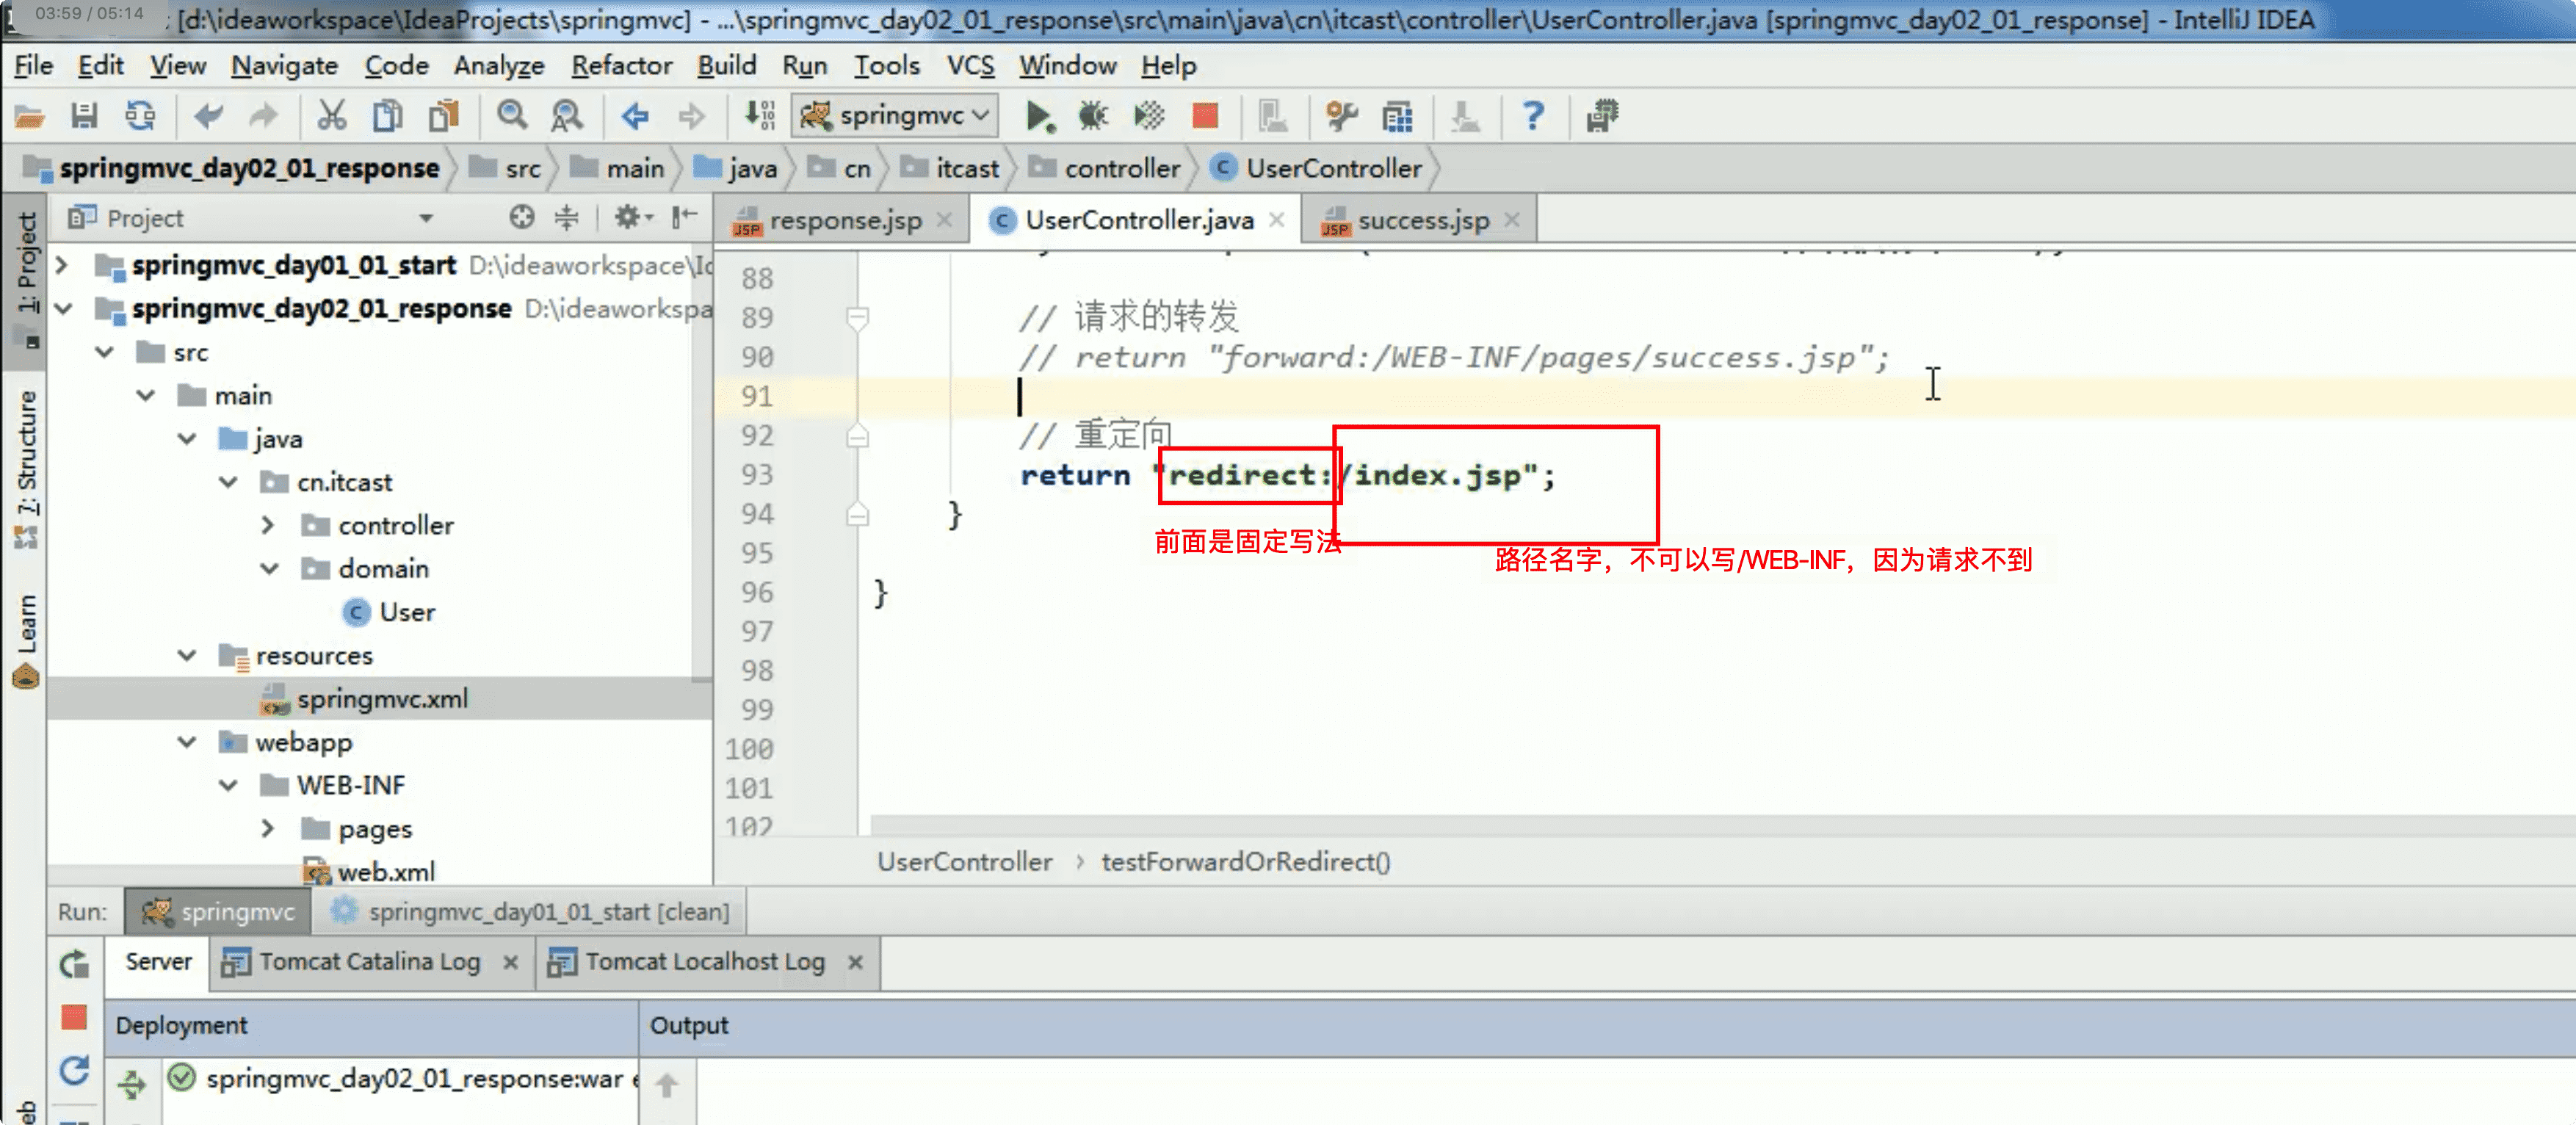 03:59 / 05:14
[d:\ideaworkspace\IdeaProjects\springmvc] - ...\springmvc_day02_01_response\src\main\java\cn\itcast\controller\UserController.java [springmvc_day02_01_response] - IntelliJ IDEA
File Edit View Navigate Code Analyze Refactor Build Run Tools VCS Window Help
springmvc
springmvc_day02_01_response src main java cn itcast controller UserController
Project
response.jsp UserController.java success.jsp
1: Project
7: Structure
Learn
springmvc_day01_01_start D:\ideaworkspace\Id
springmvc_day02_01_response D:\ideaworkspa
src
main
java
cn.itcast
controller
domain
User
resources
springmvc.xml
webapp
WEB-INF
pages
web.xml
88
89 // 请求的转发
90 // return "forward:/WEB-INF/pages/success.jsp";
91
92 // 重定向
93 return "redirect:/index.jsp";
94 }
前面是固定写法
路径名字，不可以写/WEB-INF，因为请求不到
95
96 }
97
98
99
100
101
102
UserController › testForwardOrRedirect()
Run: springmvc springmvc_day01_01_start [clean]
Server Tomcat Catalina Log Tomcat Localhost Log
Deployment Output
springmvc_day02_01_response:war e